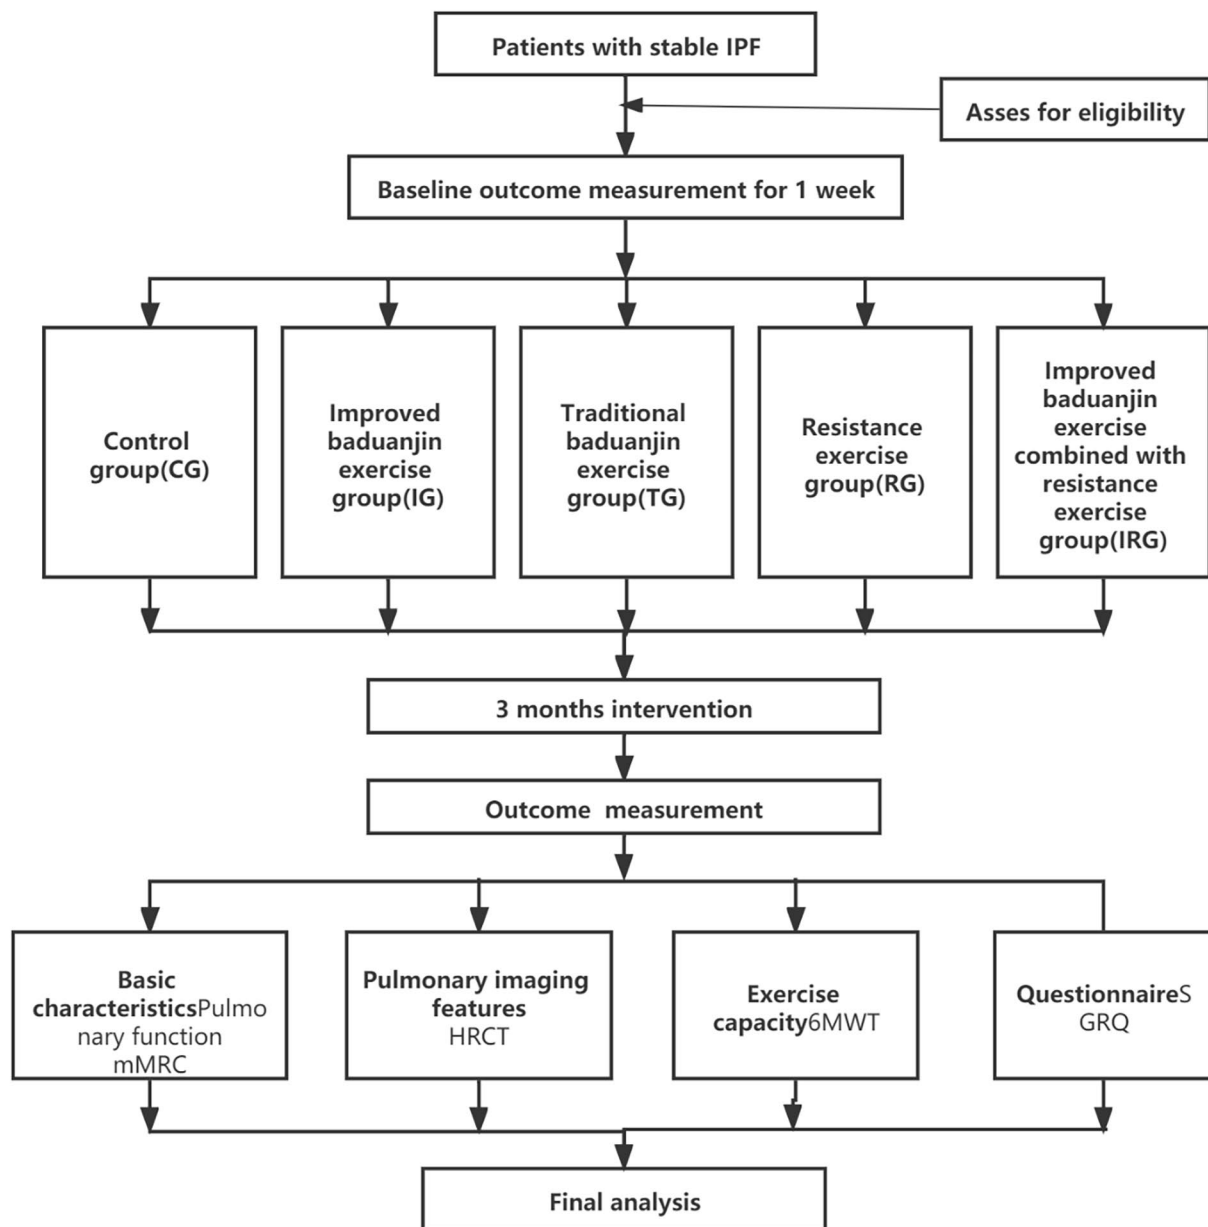 Patients with stable IPF
Asses for eligibility
Baseline outcome measurement for 1 week
Control
group(CG)
Improved
baduanjin
exercise
group(IG)
Traditional
baduanjin
exercise
group(TG)
Resistance
exercise
group(RG)
Improved
baduanjin
exercise
combined with
resistance
exercise
group(IRG)
3 months intervention
Outcome measurement
Basic
characteristicsPulmo
nary function
mMRC
Pulmonary imaging
features
HRCT
Exercise
capacity6MWT
QuestionnaireS
GRQ
Final analysis